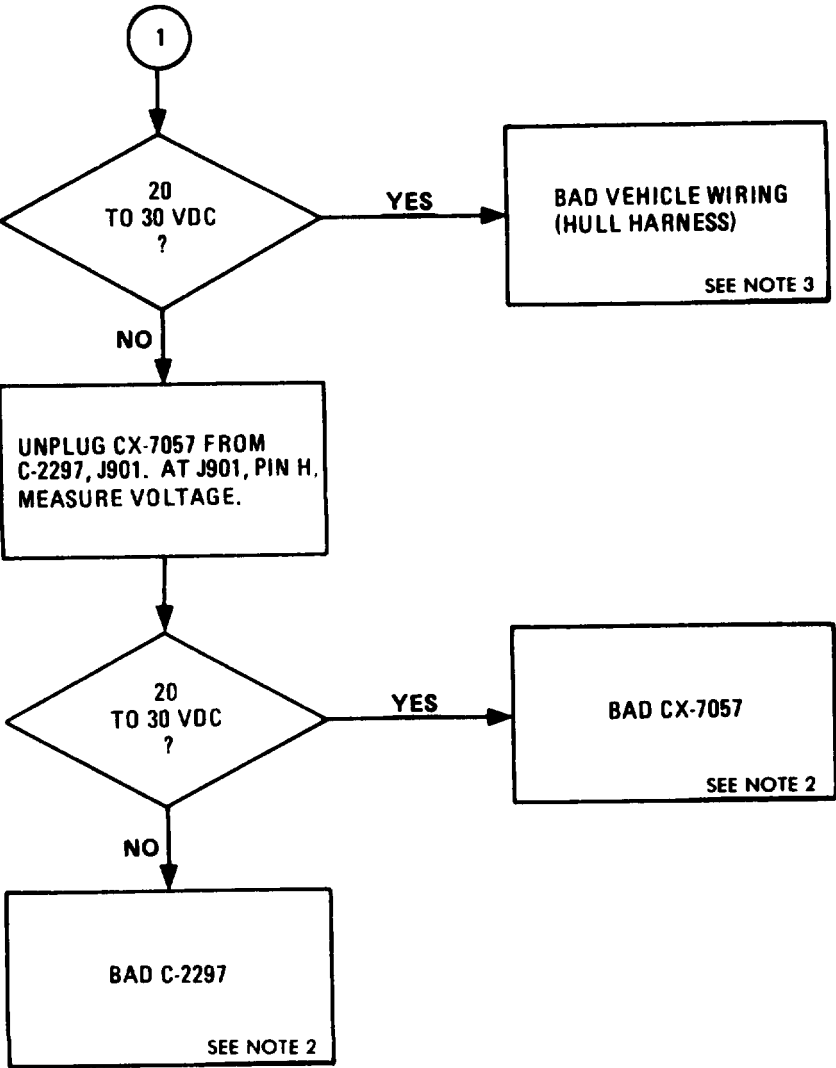 1
20
TO 30 VDC
?
YES
BAD VEHICLE WIRING
(HULL HARNESS)
SEE NOTE 3
NO
UNPLUG CX-7057 FROM
C-2297, J901. AT J901, PIN H,
MEASURE VOLTAGE.
20
TO 30 VDC
?
YES
BAD CX-7057
SEE NOTE 2
NO
BAD C-2297
SEE NOTE 2